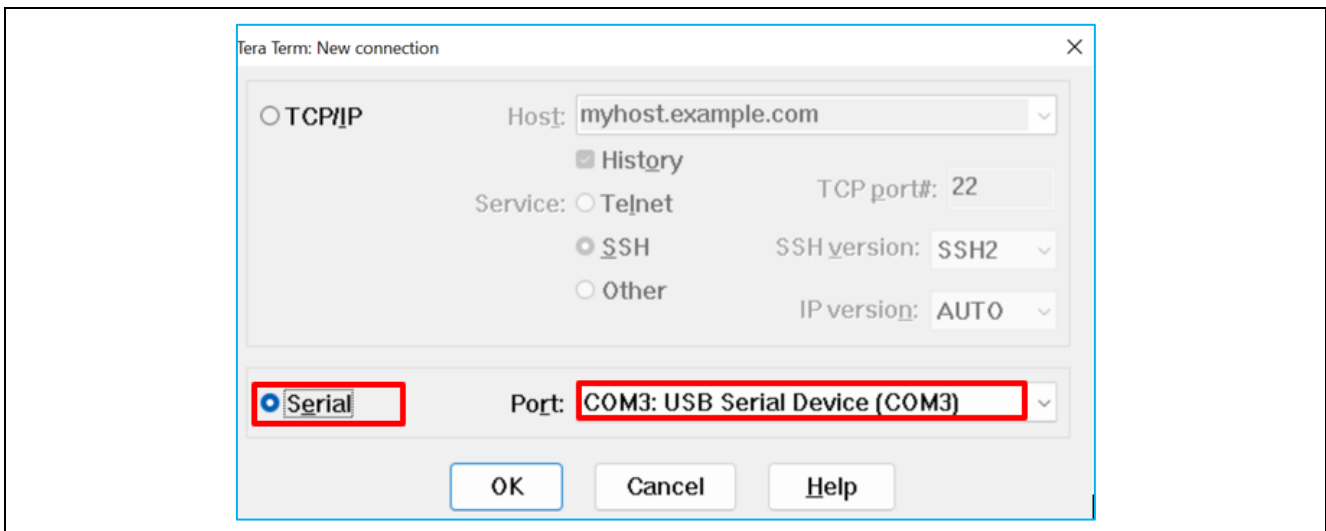 Tera Term: New connection
TCP/IP
Host: myhost.example.com
History
Service: Telnet
TCP port#: 22
SSH
SSH version: SSH2
Other
IP version: AUTO
Serial
Port: COM3: USB Serial Device (COM3)
OK Cancel Help